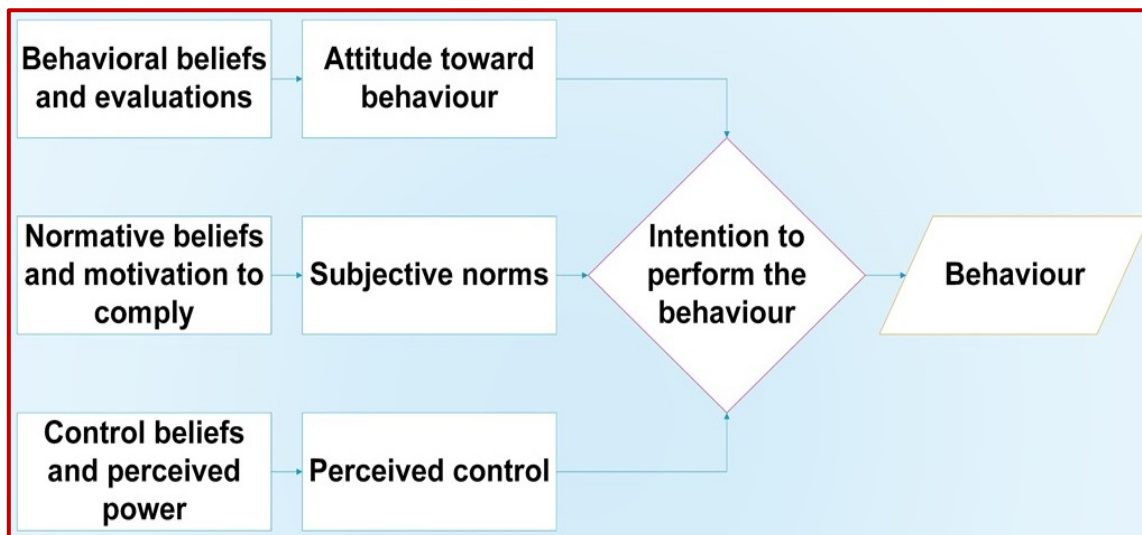 Behavioral beliefs
and evaluations
Attitude toward
behaviour
Normative beliefs
and motivation to
comply
Subjective norms
Intention to
perform the
behaviour
Behaviour
Control beliefs
and perceived
power
Perceived control